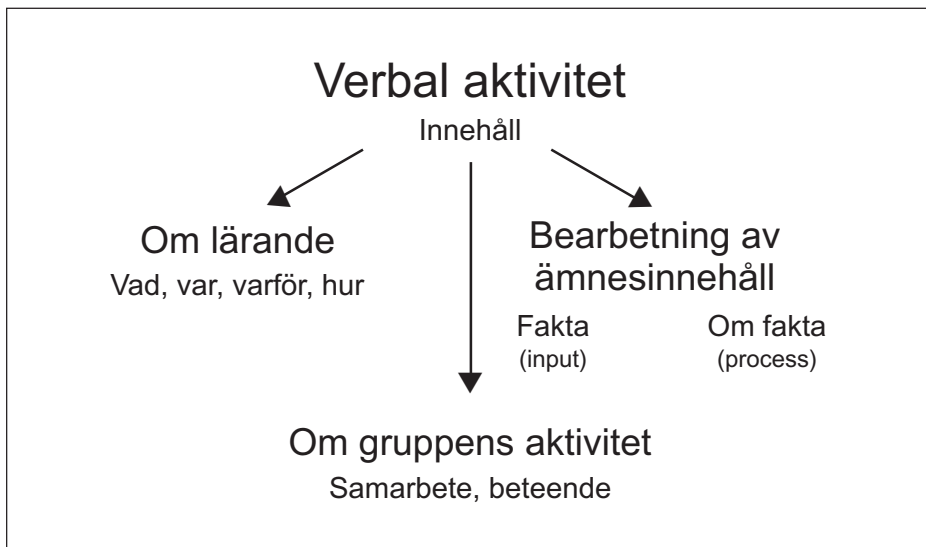 Verbal aktivitet
Innehåll
Om lärande
Vad, var, varför, hur
Bearbetning av
ämnesinnehåll
Fakta
(input)
Om fakta
(process)
Om gruppens aktivitet
Samarbete, beteende